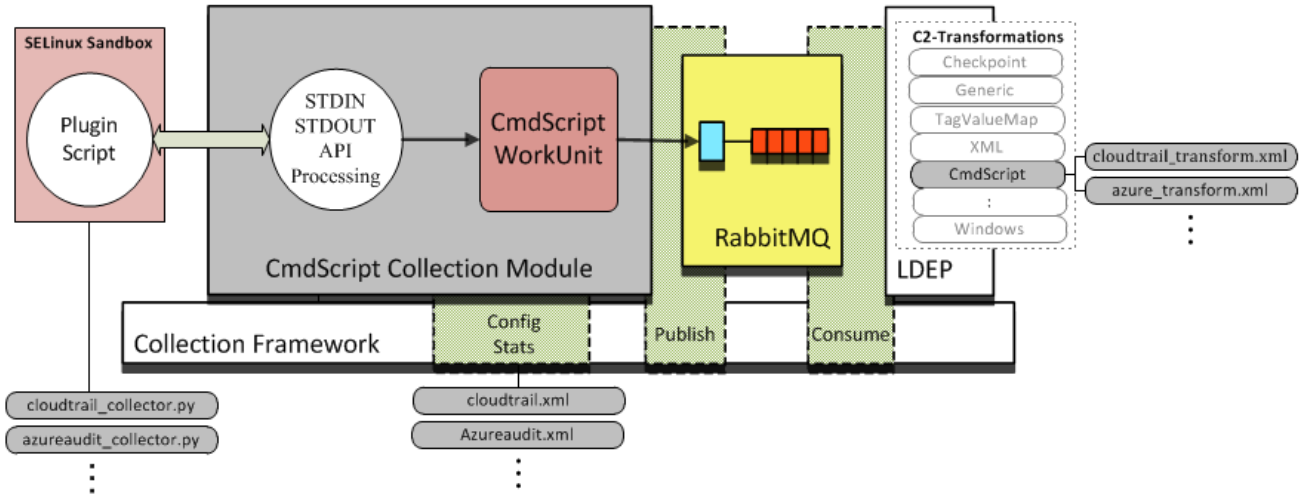 SELinux Sandbox
Plugin
Script
STDIN
STDOUT
API
Processing
CmdScript
WorkUnit
CmdScript Collection Module
RabbitMQ
C2-Transformations
Checkpoint
Generic
TagValueMap
XML
CmdScript
:
Windows
LDEP
cloudtrail_transform.xml
azure_transform.xml
Collection Framework
Config
Stats
Publish
Consume
cloudtrail_collector.py
azureaudit_collector.py
cloudtrail.xml
Azureaudit.xml